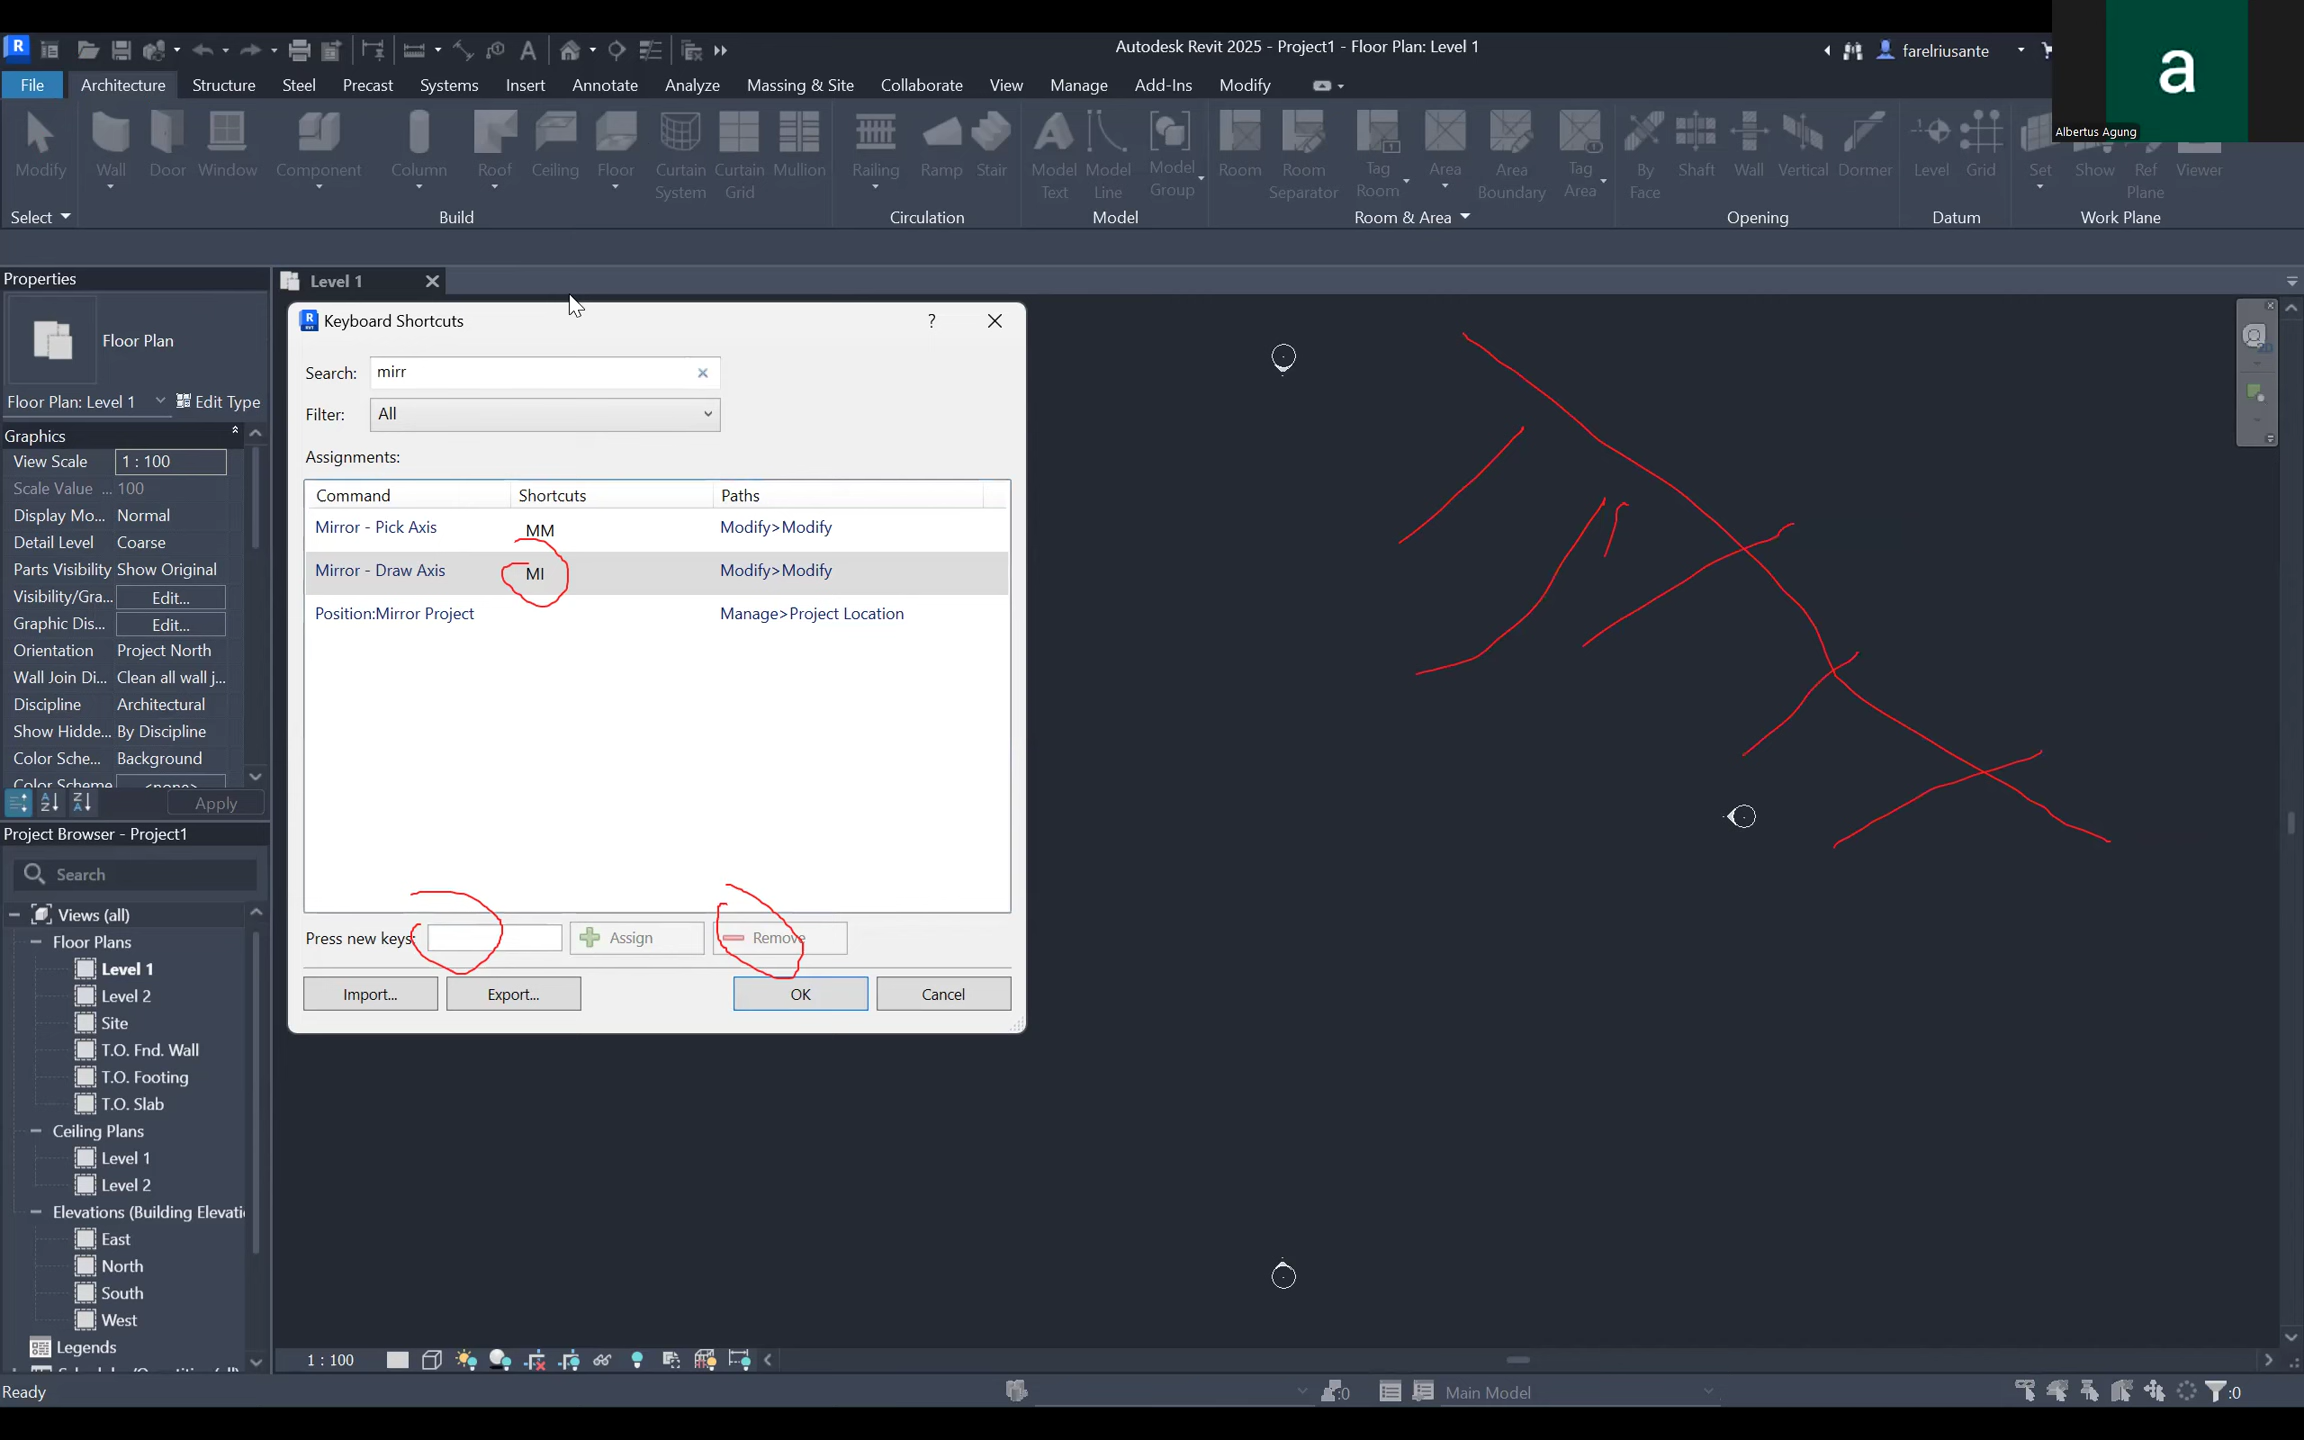 Autodesk Revit 2025 - Project1 - Floor Plan: Level 1
farelriusante
a
Albertus Agung
File Architecture Structure Steel Precast Systems Insert Annotate Analyze Massing & Site Collaborate View Manage Add-Ins Modify
Modify Wall Door Window Component Column Roof Ceiling Floor Curtain System Curtain Grid Mullion Railing Ramp Stair Model Text Model Line Model Group Room Room Separator Tag Room Area Area Boundary Tag Area By Face Shaft Wall Vertical Dormer Level Grid Set Show Ref Plane Viewer
Select Build Circulation Model Room & Area Opening Datum Work Plane
Properties
Floor Plan
Floor Plan: Level 1 Edit Type
Graphics
View Scale 1 : 100
Scale Value ... 100
Display Mo... Normal
Detail Level Coarse
Parts Visibility Show Original
Visibility/Gra... Edit...
Graphic Dis... Edit...
Orientation Project North
Wall Join Di... Clean all wall j...
Discipline Architectural
Show Hidde... By Discipline
Color Sche... Background
Color Scheme <none>
Apply
Project Browser - Project1
Search
Views (all)
Floor Plans
Level 1
Level 2
Site
T.O. Fnd. Wall
T.O. Footing
T.O. Slab
Ceiling Plans
Level 1
Level 2
Elevations (Building Elevati
East
North
South
West
Legends
Level 1
Keyboard Shortcuts ?
Search: mirr
Filter: All
Assignments:
Command Shortcuts Paths
Mirror - Pick Axis MM Modify>Modify
Mirror - Draw Axis MI Modify>Modify
Position:Mirror Project Manage>Project Location
Press new keys: Assign Remove
Import... Export... OK Cancel
1 : 100
Ready
:0
Main Model
:0